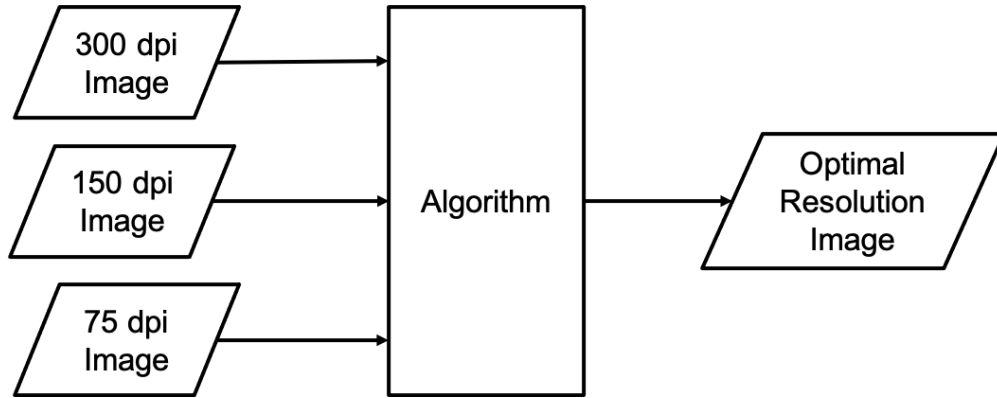 300 dpi
Image
150 dpi
Image
75 dpi
Image
Algorithm
Optimal
Resolution
Image